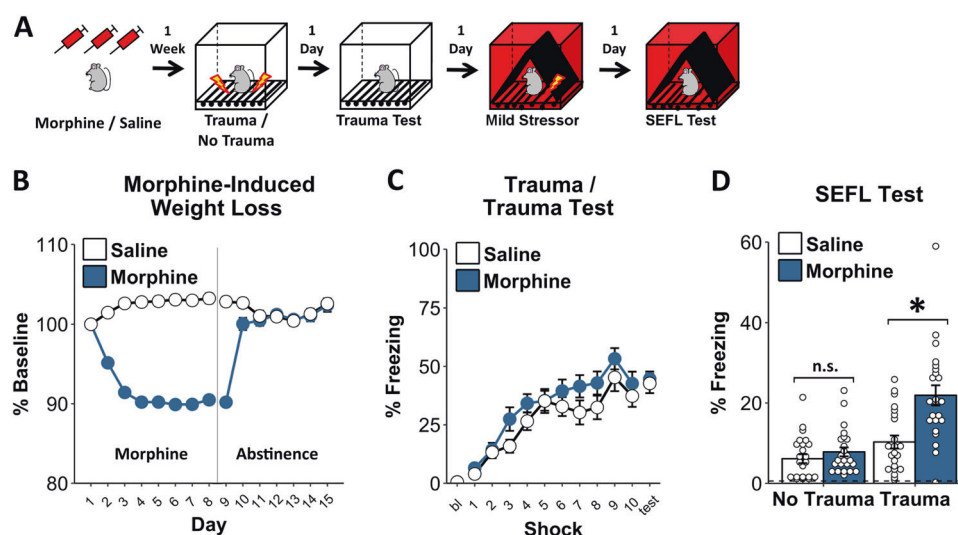 A
1
Week
1
Day
1
Day
1
Day
Morphine / Saline
Trauma /
No Trauma
Trauma Test
Mild Stressor
SEFL Test
B
Morphine-Induced
Weight Loss
Saline
Morphine
% Baseline
110
100
90
80
Morphine
Abstinence
1 2 3 4 5 6 7 8 9 10 11 12 13 14 15
Day
C
Trauma /
Trauma Test
Saline
Morphine
% Freezing
100
75
50
25
0
bl 1 2 3 4 5 6 7 8 9 10 test
Shock
D
SEFL Test
Saline
Morphine
% Freezing
60
40
20
0
n.s.
*
No Trauma Trauma